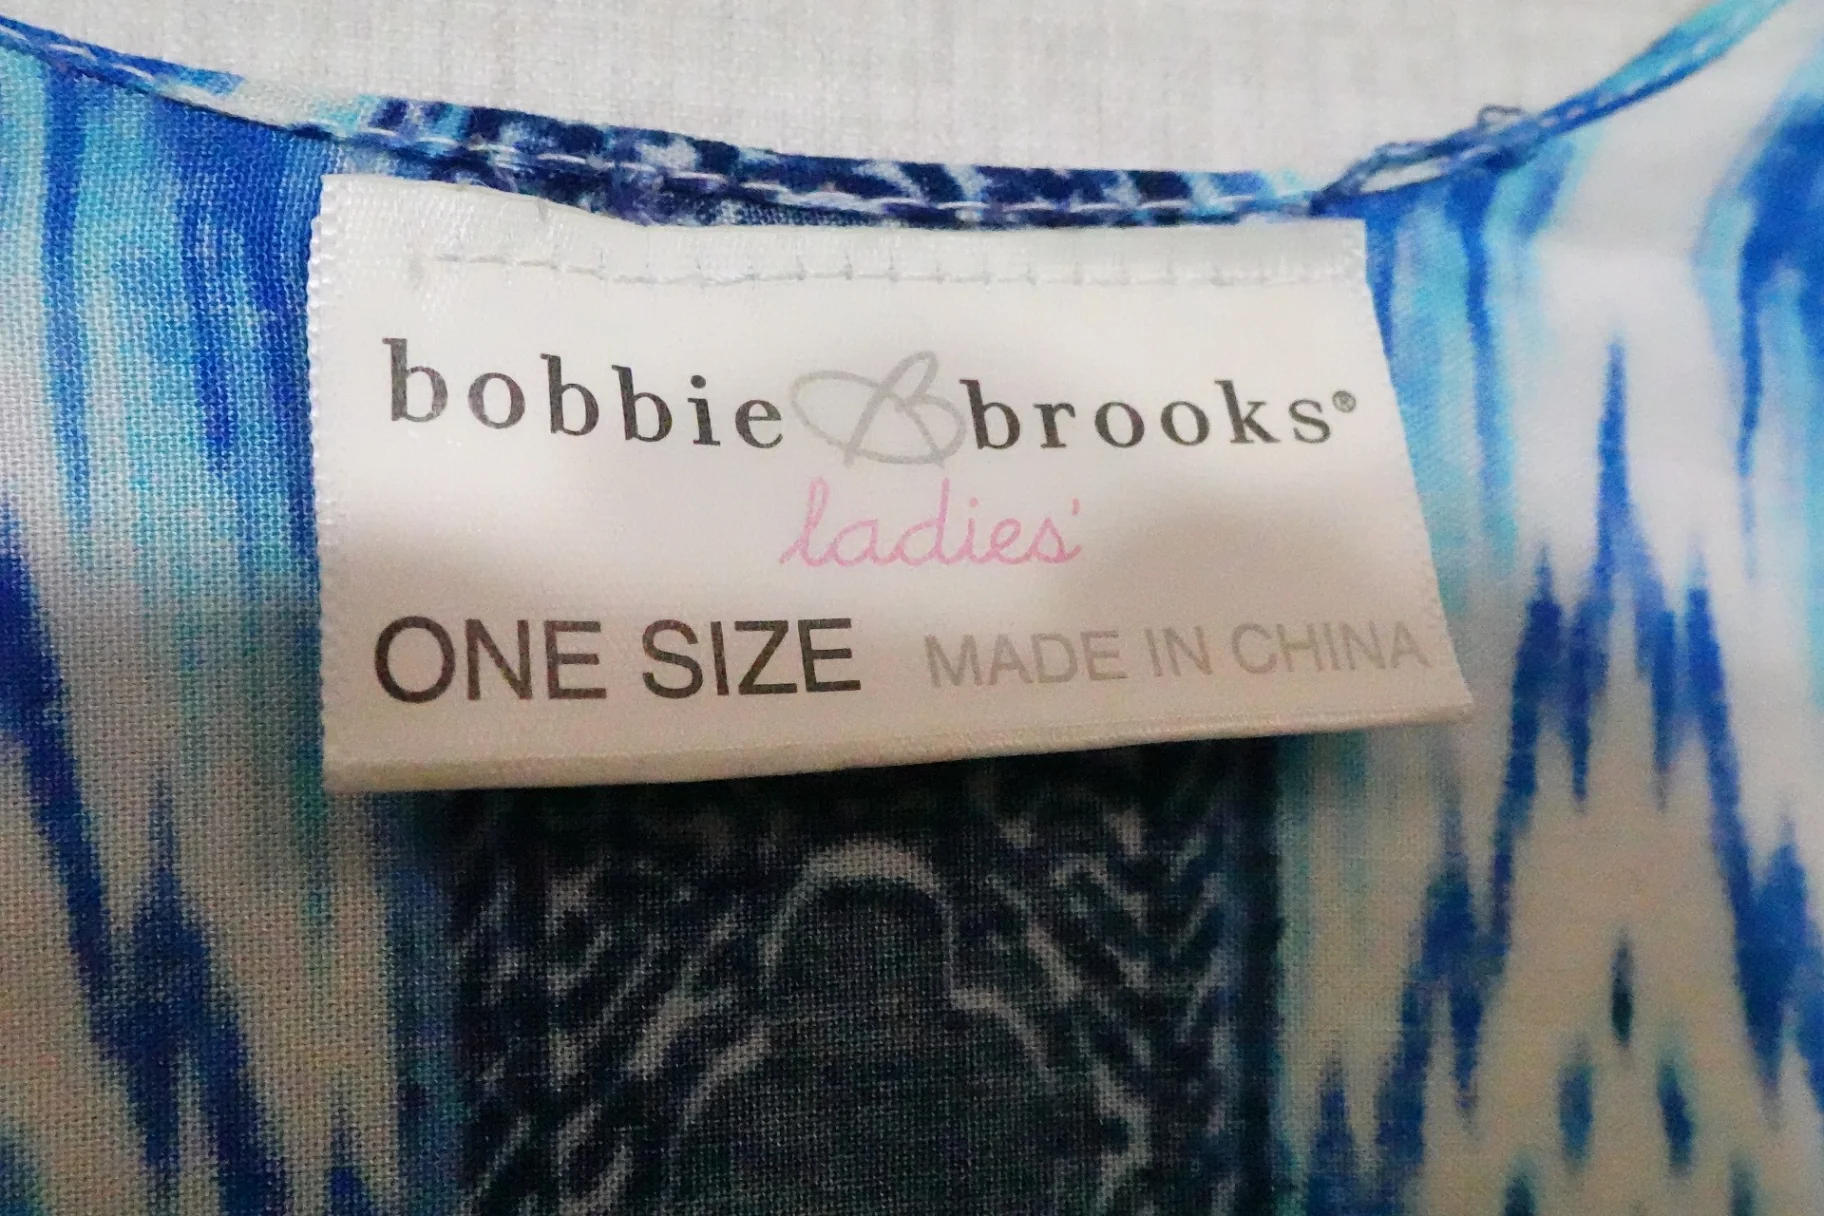 bobbie B brooks®
ladies'
ONE SIZE MADE IN CHINA